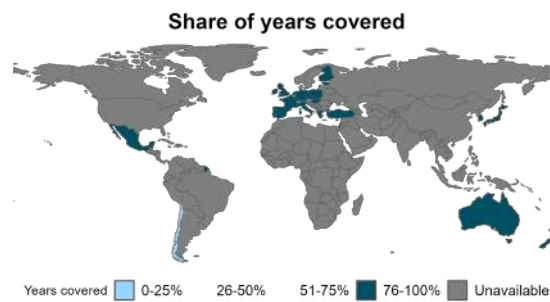 Share of years covered
Years covered 0-25% 26-50% 51-75% 76-100% Unavailable